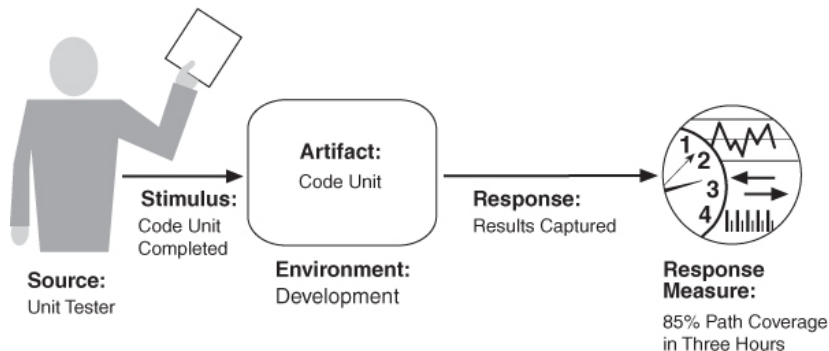 Source:
Unit Tester
Stimulus:
Code Unit
Completed
Artifact:
Code Unit
Environment:
Development
Response:
Results Captured
1
2
3
4
Response
Measure:
85% Path Coverage
in Three Hours